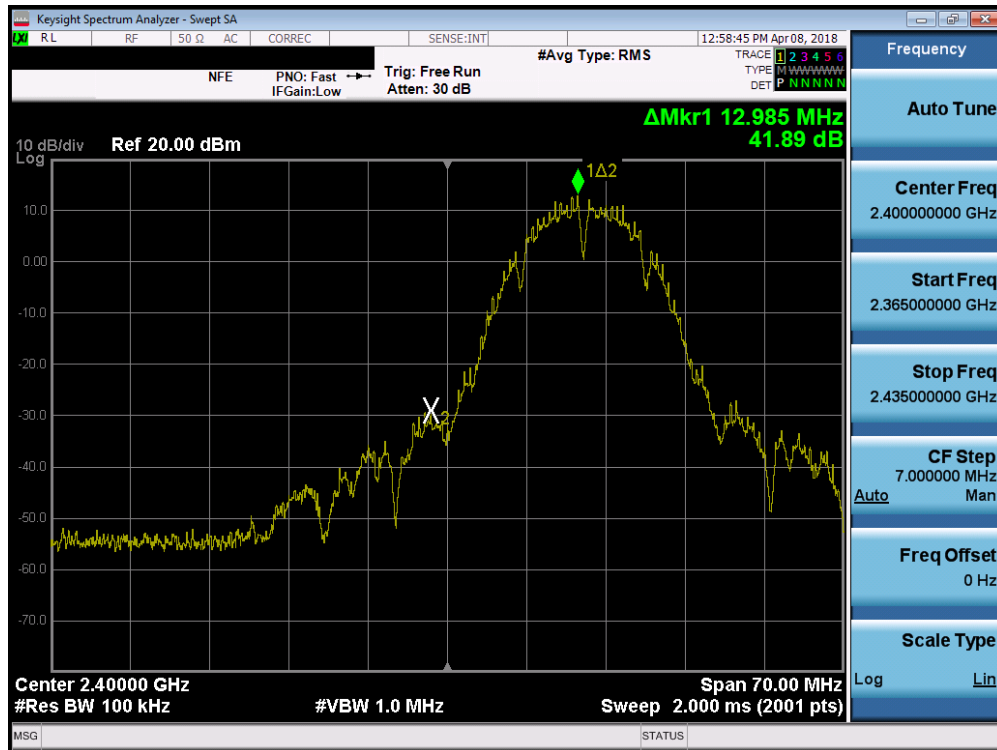 Keysight Spectrum Analyzer - Swept SA
LXI RL RF 50 Ω AC CORREC SENSE:INT 12:58:45 PM Apr 08, 2018
Frequency
#Avg Type: RMS TRACE 1 2 3 4 5 6
NFE PNO: Fast Trig: Free Run TYPE M WWWWWW
IFGain:Low Atten: 30 dB DET P N N N N N
Auto Tune
ΔMkr1 12.985 MHz
41.89 dB
10 dB/div Ref 20.00 dBm
Log
1Δ2
10.0
0.00
-10.0
-20.0
-30.0
-40.0
-50.0
-60.0
-70.0
X2
Center Freq
2.400000000 GHz
Start Freq
2.365000000 GHz
Stop Freq
2.435000000 GHz
CF Step
7.000000 MHz
Auto Man
Freq Offset
0 Hz
Scale Type
Log Lin
Center 2.40000 GHz Span 70.00 MHz
#Res BW 100 kHz #VBW 1.0 MHz Sweep 2.000 ms (2001 pts)
MSG STATUS